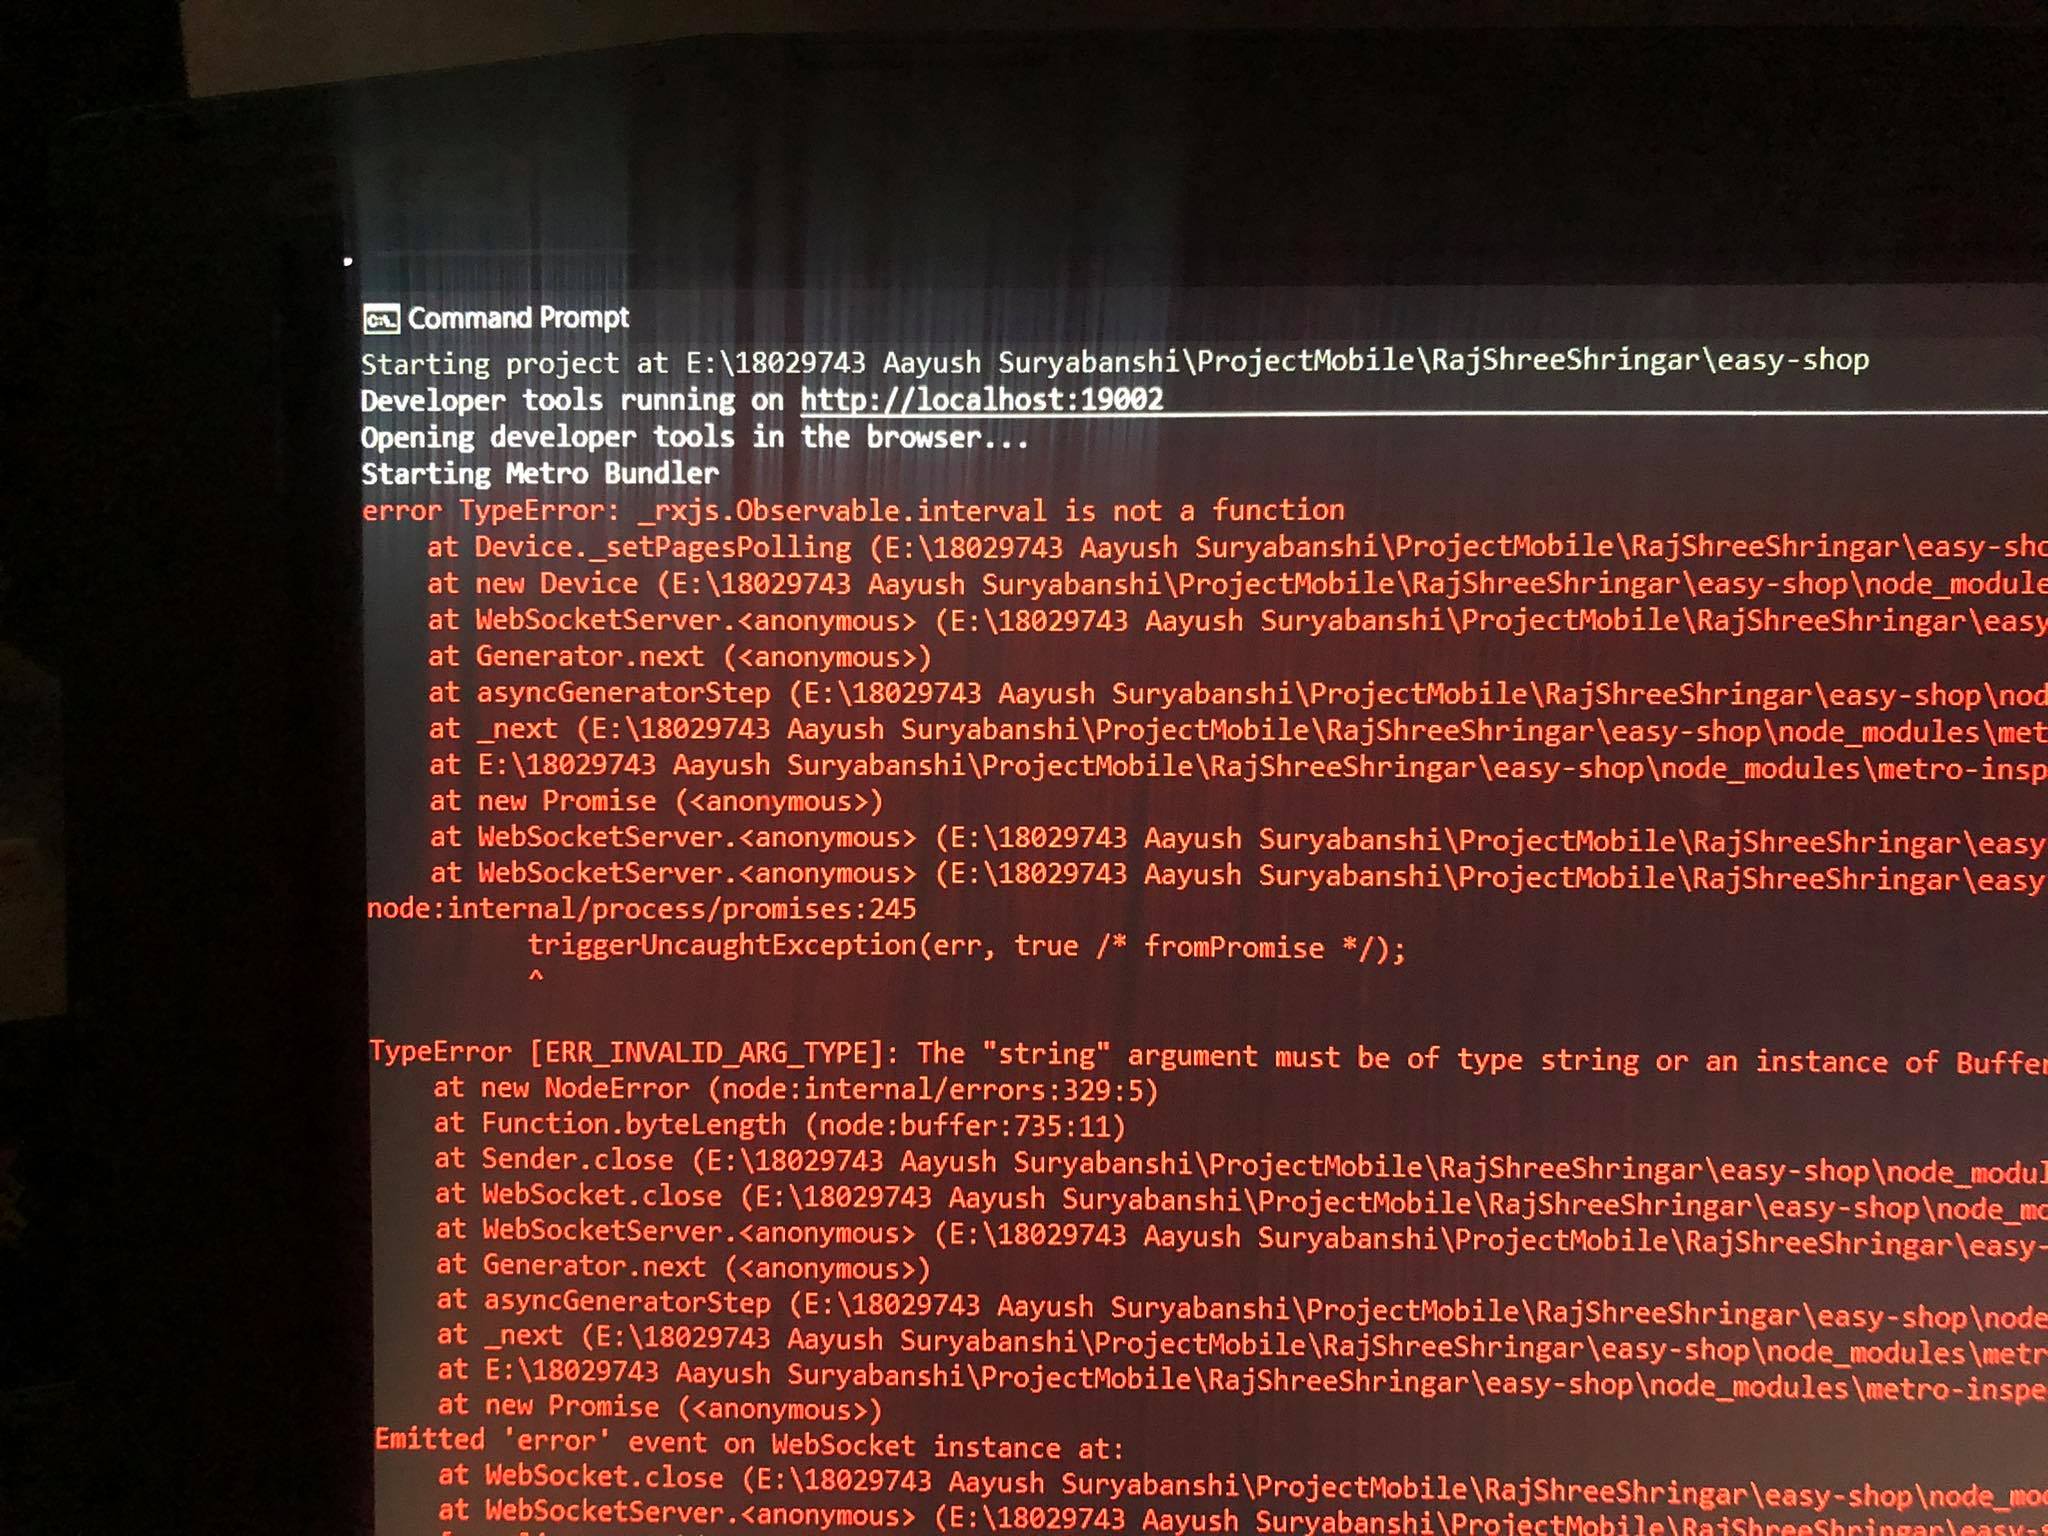 Command Prompt
Starting project at E:\18029743 Aayush Suryabanshi\ProjectMobile\RajShreeShringar\easy-shop
Developer tools running on http://localhost:19002
Opening developer tools in the browser...
Starting Metro Bundler
error TypeError: _rxjs.Observable.interval is not a function
at Device._setPagesPolling (E:\18029743 Aayush Suryabanshi\ProjectMobile\RajShreeShringar\easy-sho
at new Device (E:\18029743 Aayush Suryabanshi\ProjectMobile\RajShreeShringar\easy-shop\node_module
at WebSocketServer.<anonymous> (E:\18029743 Aayush Suryabanshi\ProjectMobile\RajShreeShringar\easy
at Generator.next (<anonymous>)
at asyncGeneratorStep (E:\18029743 Aayush Suryabanshi\ProjectMobile\RajShreeShringar\easy-shop\nod
at _next (E:\18029743 Aayush Suryabanshi\ProjectMobile\RajShreeShringar\easy-shop\node_modules\met
at E:\18029743 Aayush Suryabanshi\ProjectMobile\RajShreeShringar\easy-shop\node_modules\metro-insp
at new Promise (<anonymous>)
at WebSocketServer.<anonymous> (E:\18029743 Aayush Suryabanshi\ProjectMobile\RajShreeShringar\easy
at WebSocketServer.<anonymous> (E:\18029743 Aayush Suryabanshi\ProjectMobile\RajShreeShringar\easy
node:internal/process/promises:245
triggerUncaughtException(err, true /* fromPromise */);
^
TypeError [ERR_INVALID_ARG_TYPE]: The "string" argument must be of type string or an instance of Buffer
at new NodeError (node:internal/errors:329:5)
at Function.byteLength (node:buffer:735:11)
at Sender.close (E:\18029743 Aayush Suryabanshi\ProjectMobile\RajShreeShringar\easy-shop\node_modul
at WebSocket.close (E:\18029743 Aayush Suryabanshi\ProjectMobile\RajShreeShringar\easy-shop\node_mo
at WebSocketServer.<anonymous> (E:\18029743 Aayush Suryabanshi\ProjectMobile\RajShreeShringar\easy-
at Generator.next (<anonymous>)
at asyncGeneratorStep (E:\18029743 Aayush Suryabanshi\ProjectMobile\RajShreeShringar\easy-shop\node
at _next (E:\18029743 Aayush Suryabanshi\ProjectMobile\RajShreeShringar\easy-shop\node_modules\metr
at E:\18029743 Aayush Suryabanshi\ProjectMobile\RajShreeShringar\easy-shop\node_modules\metro-inspe
at new Promise (<anonymous>)
Emitted 'error' event on WebSocket instance at:
at WebSocket.close (E:\18029743 Aayush Suryabanshi\ProjectMobile\RajShreeShringar\easy-shop\node_mo
at WebSocketServer.<anonymous> (E:\18029743 Aayush Suryabanshi\ProjectMobile\RajShreeShringar\easy